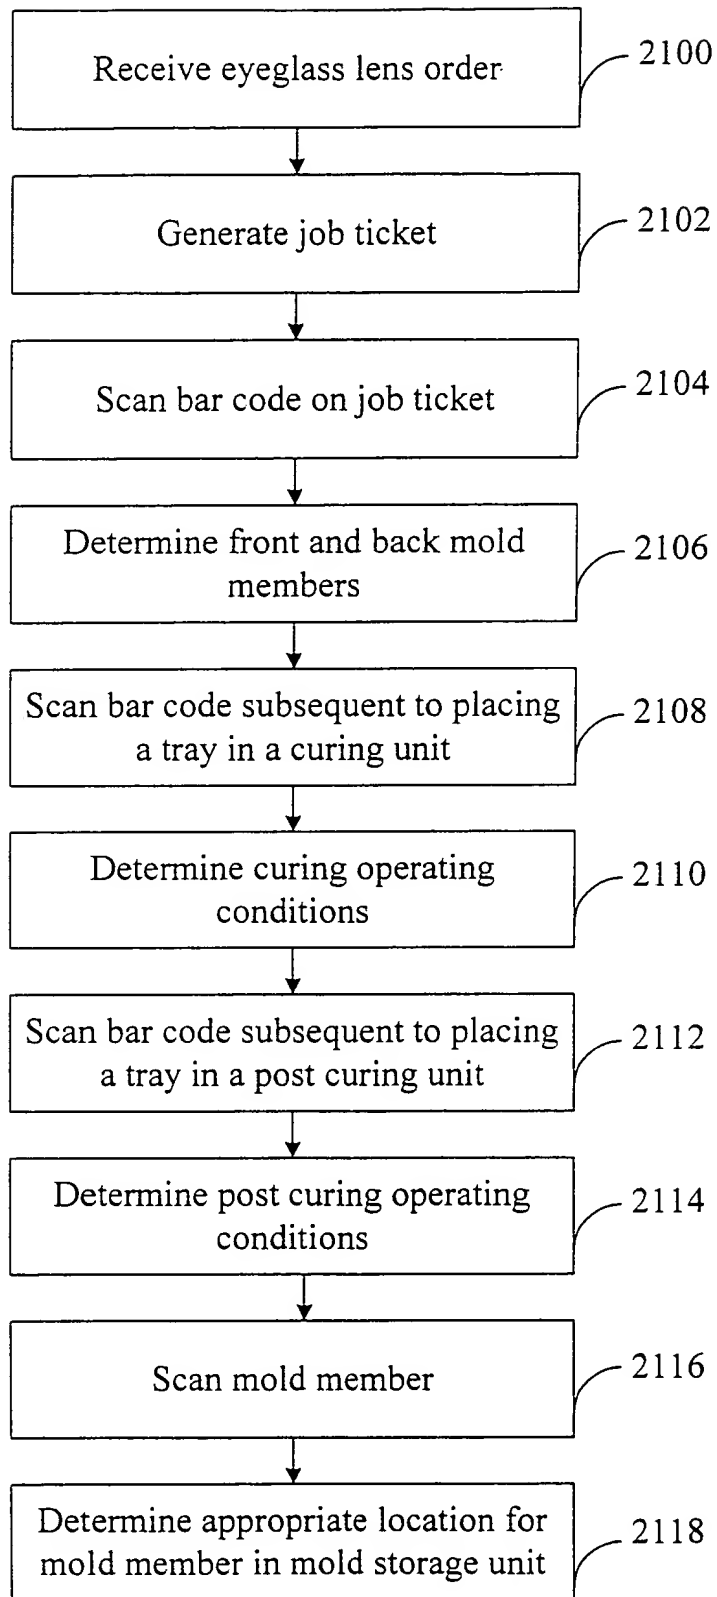 Receive eyeglass lens order
2100
Generate job ticket
2102
Scan bar code on job ticket
2104
Determine front and back mold
members
2106
Scan bar code subsequent to placing
a tray in a curing unit
2108
Determine curing operating
conditions
2110
Scan bar code subsequent to placing
a tray in a post curing unit
2112
Determine post curing operating
conditions
2114
Scan mold member
2116
Determine appropriate location for
mold member in mold storage unit
2118